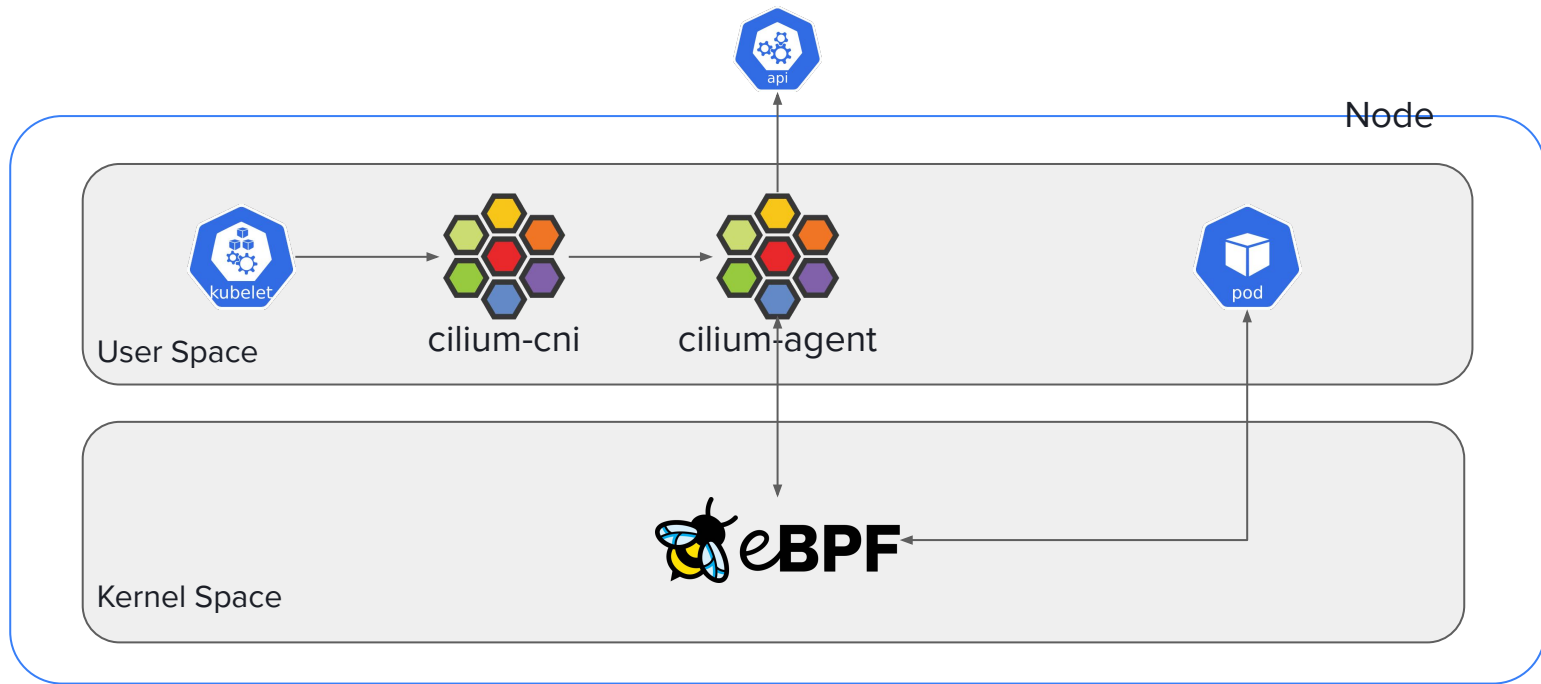 api
Node
kubelet
cilium-cni
cilium-agent
pod
User Space
eBPF
Kernel Space